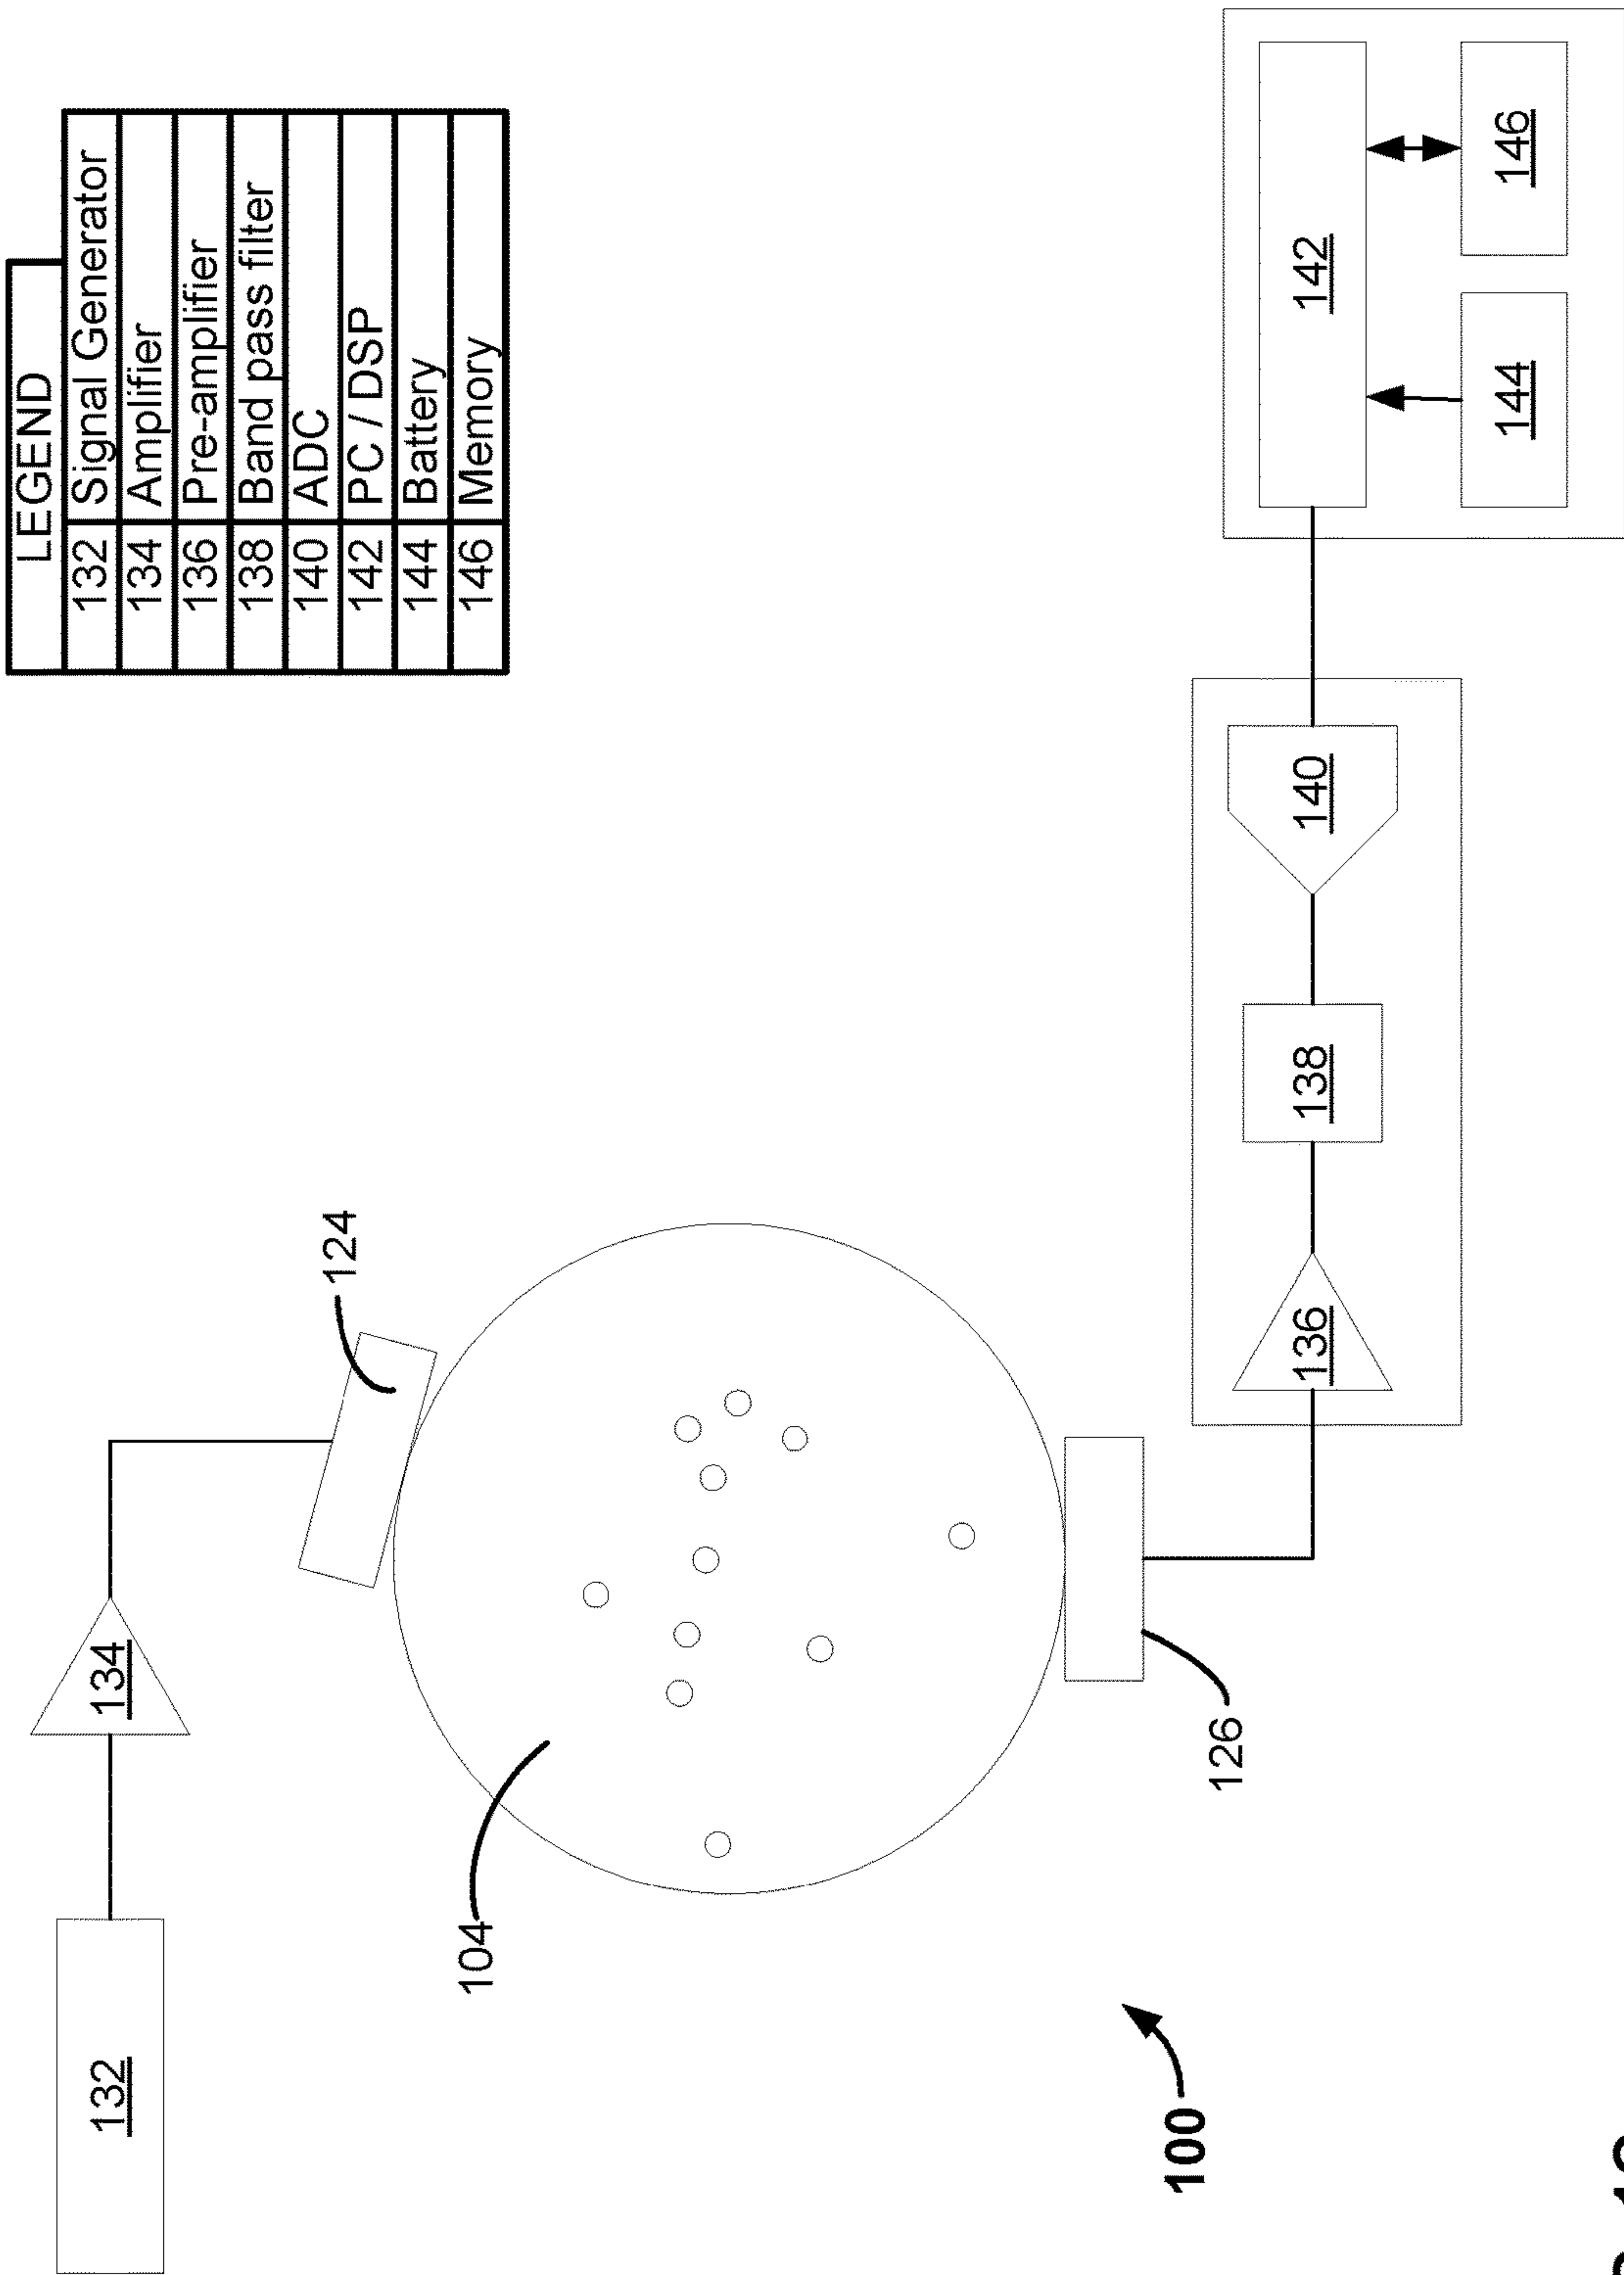 LEGEND
132 Signal Generator
134 Amplifier
136 Pre-amplifier
138 Band pass filter
140 ADC
142 PC / DSP
144 Battery
146 Memory
132
134
124
104
126
100
136
138
140
142
144
146